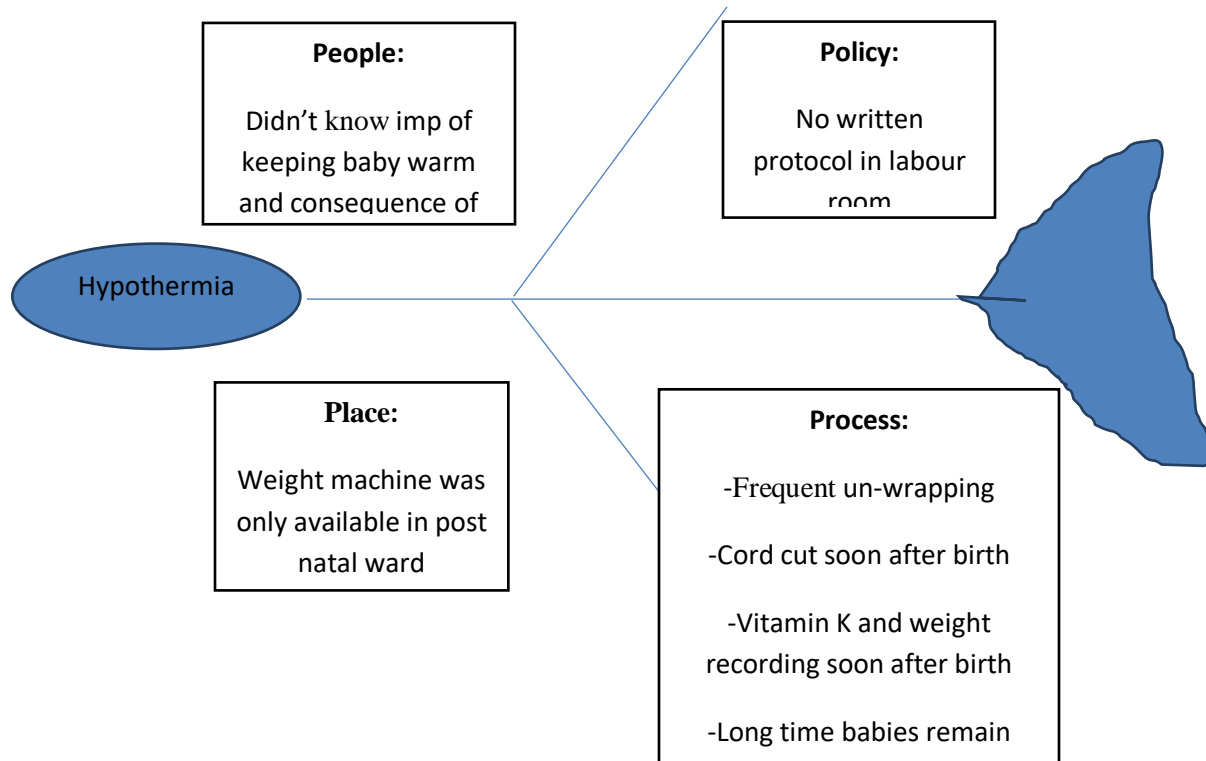 People:
Didn’t know imp of
keeping baby warm
and consequence of
Policy:
No written
protocol in labour
room
Hypothermia
Place:
Weight machine was
only available in post
natal ward
Process:
-Frequent un-wrapping
-Cord cut soon after birth
-Vitamin K and weight
recording soon after birth
-Long time babies remain